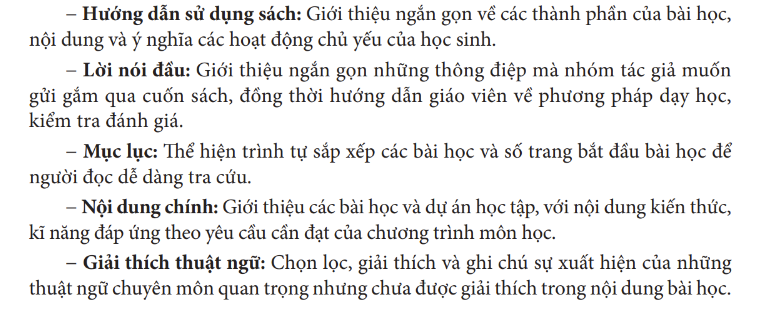 – Hướng dẫn sử dụng sách: Giới thiệu ngắn gọn về các thành phần của bài học,
nội dung và ý nghĩa các hoạt động chủ yếu của học sinh.
– Lời nói đầu: Giới thiệu ngắn gọn những thông điệp mà nhóm tác giả muốn
gửi gắm qua cuốn sách, đồng thời hướng dẫn giáo viên về phương pháp dạy học,
kiểm tra đánh giá.
– Mục lục: Thể hiện trình tự sắp xếp các bài học và số trang bắt đầu bài học để
người đọc dễ dàng tra cứu.
– Nội dung chính: Giới thiệu các bài học và dự án học tập, với nội dung kiến thức,
kĩ năng đáp ứng theo yêu cầu cần đạt của chương trình môn học.
– Giải thích thuật ngữ: Chọn lọc, giải thích và ghi chú sự xuất hiện của những
thuật ngữ chuyên môn quan trọng nhưng chưa được giải thích trong nội dung bài học.